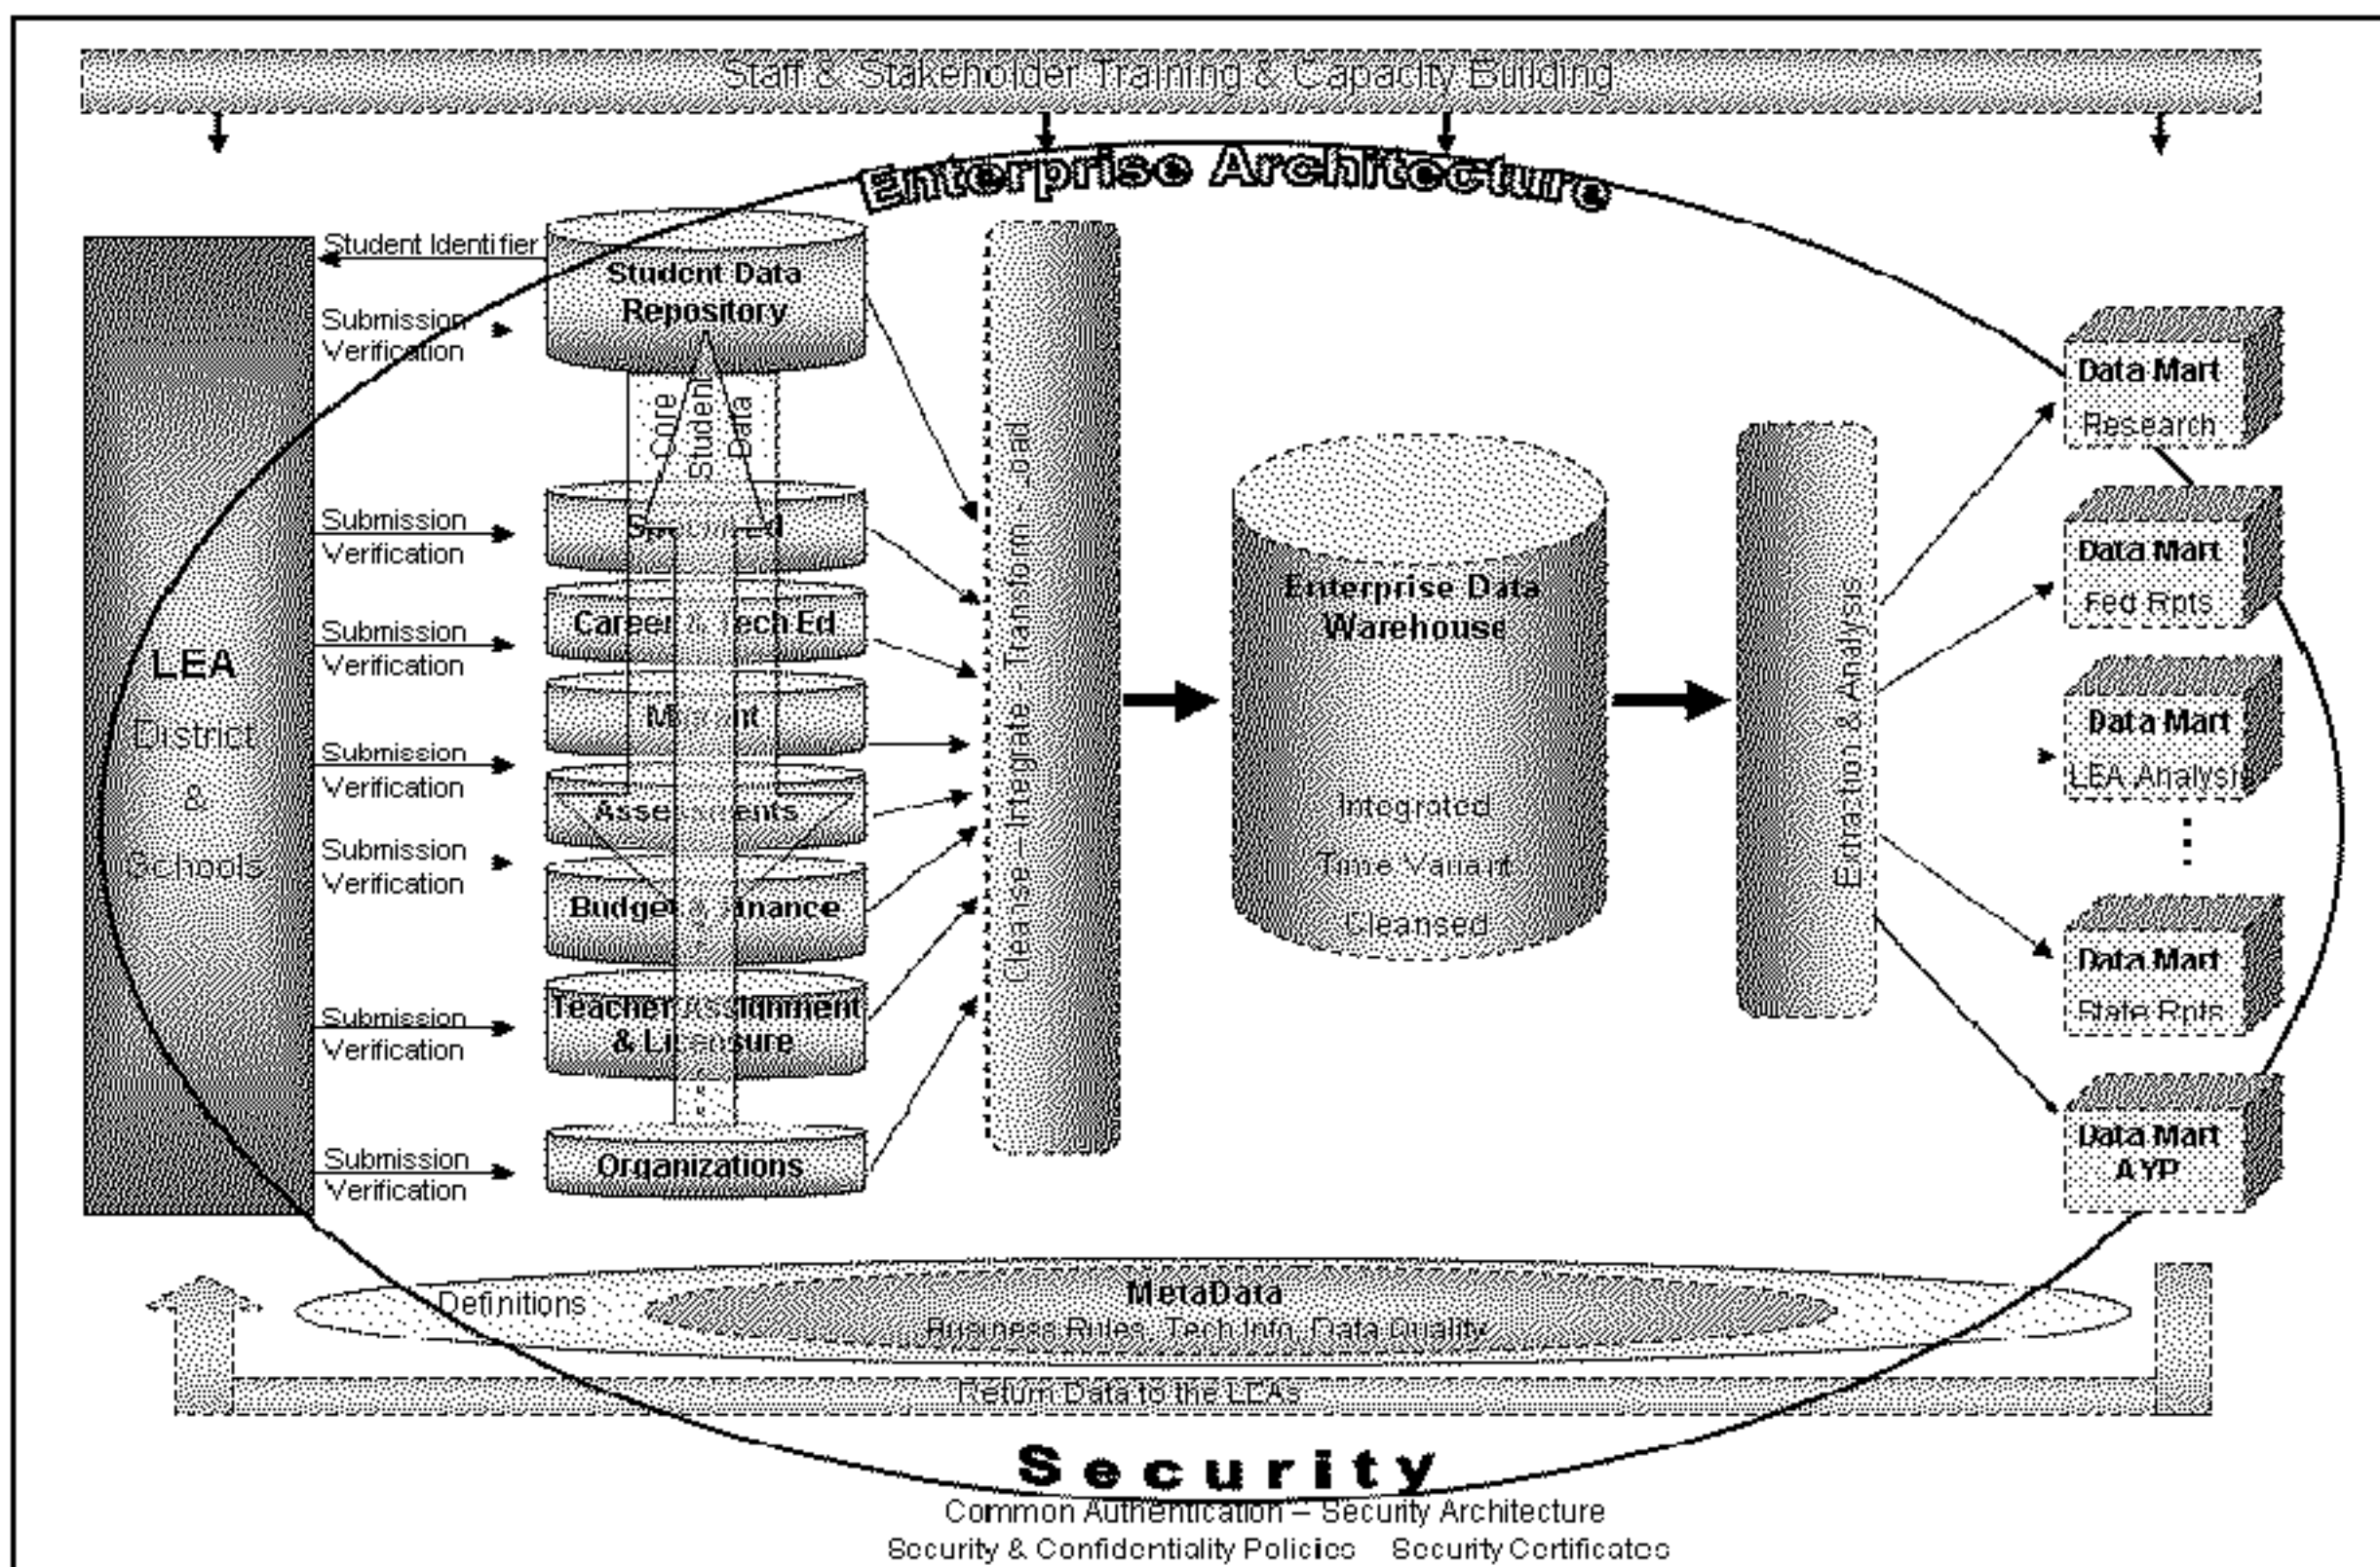 Staff & Stakeholder Training & Capacity Building
Enterprise Architecture
LEA
District
&
Schools
Student Identifier
Submission
Verification
Submission
Verification
Submission
Verification
Submission
Verification
Submission
Verification
Submission
Verification
Submission
Verification
Student Data
Repository
Core
Student
Data
Career & Tech Ed
Assessments
Budget & Finance
Teacher Assignment
& Licensure
Organizations
Cleanse – Integrate – Transform –
Enterprise Data
Warehouse
Integrated
Time Variant
Cleansed
Extraction & Analysis
Data Mart
Research
Data Mart
Fed Rpts
Data Mart
LEA Analysis
Data Mart
State Rpts
Data Mart
AYP
Definitions
MetaData
Business Rules, Tech Info, Data Quality
Return Data to the LEAs
Security
Common Authentication – Security Architecture
Security & Confidentiality Policies Security Certificates